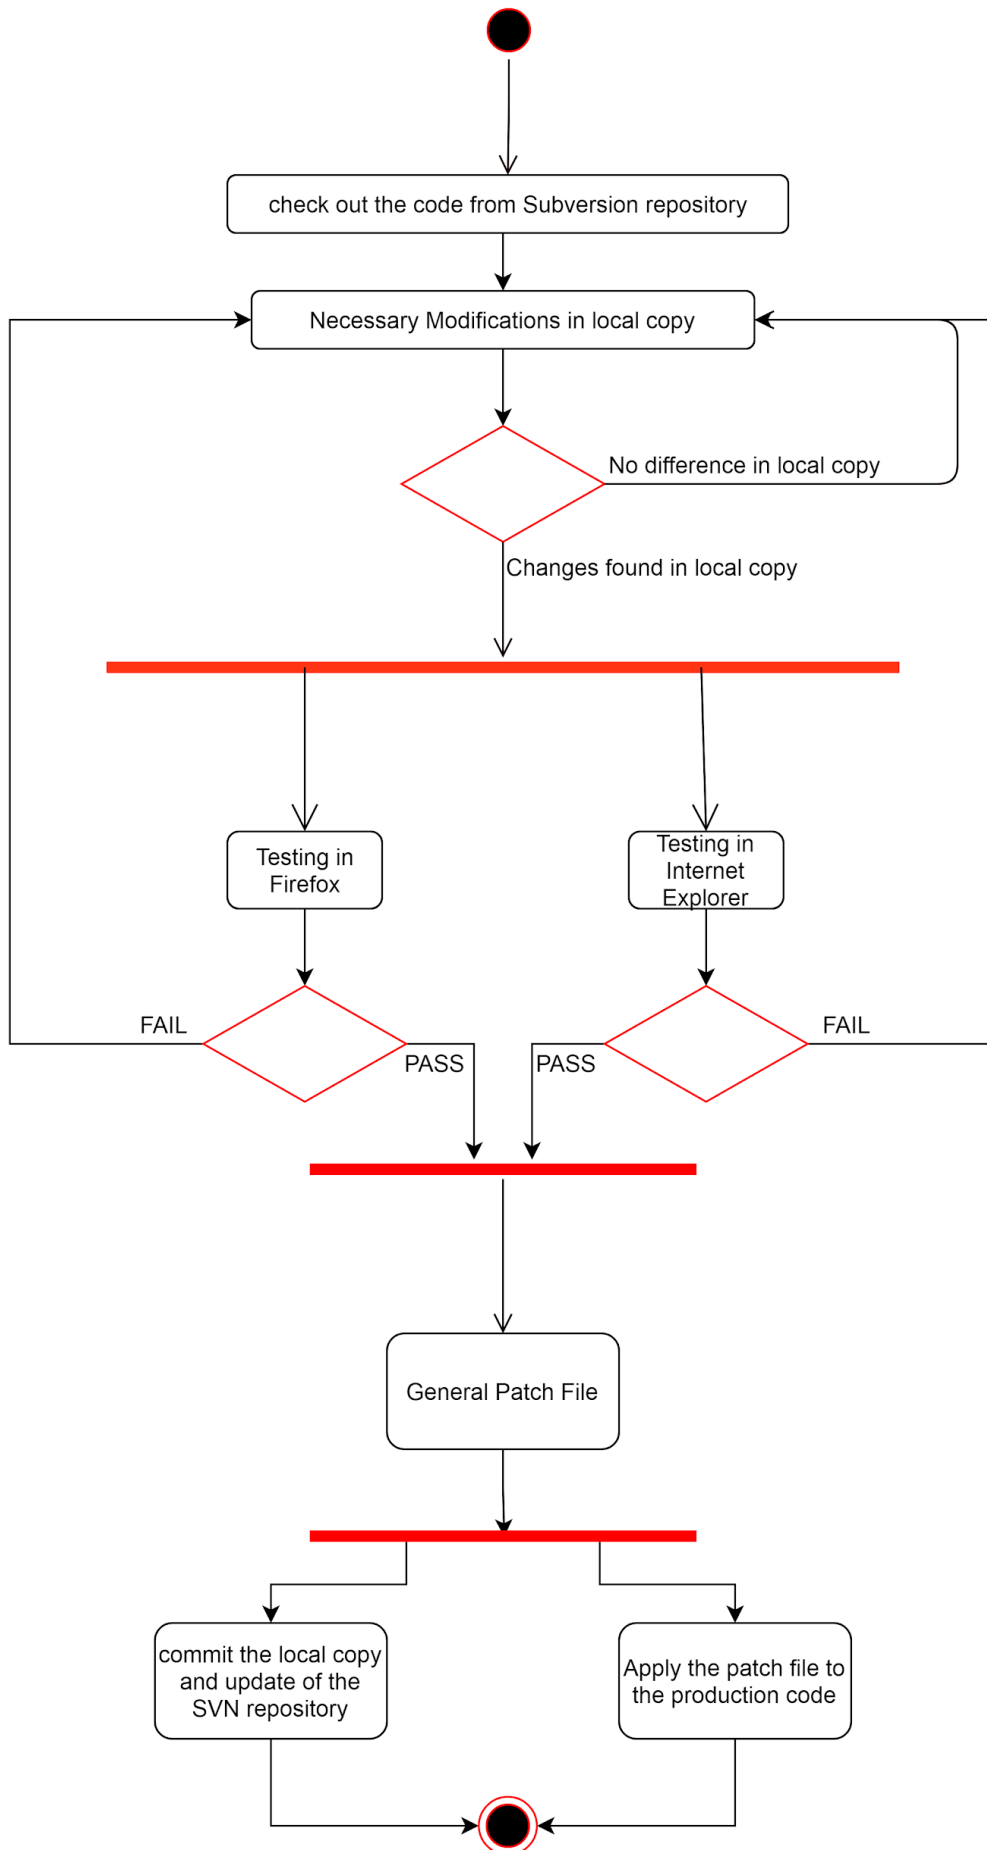 check out the code from Subversion repository
Necessary Modifications in local copy
No difference in local copy
Changes found in local copy
Testing in
Firefox
Testing in
Internet
Explorer
FAIL
PASS
PASS
FAIL
General Patch File
commit the local copy
and update of the
SVN repository
Apply the patch file to
the production code